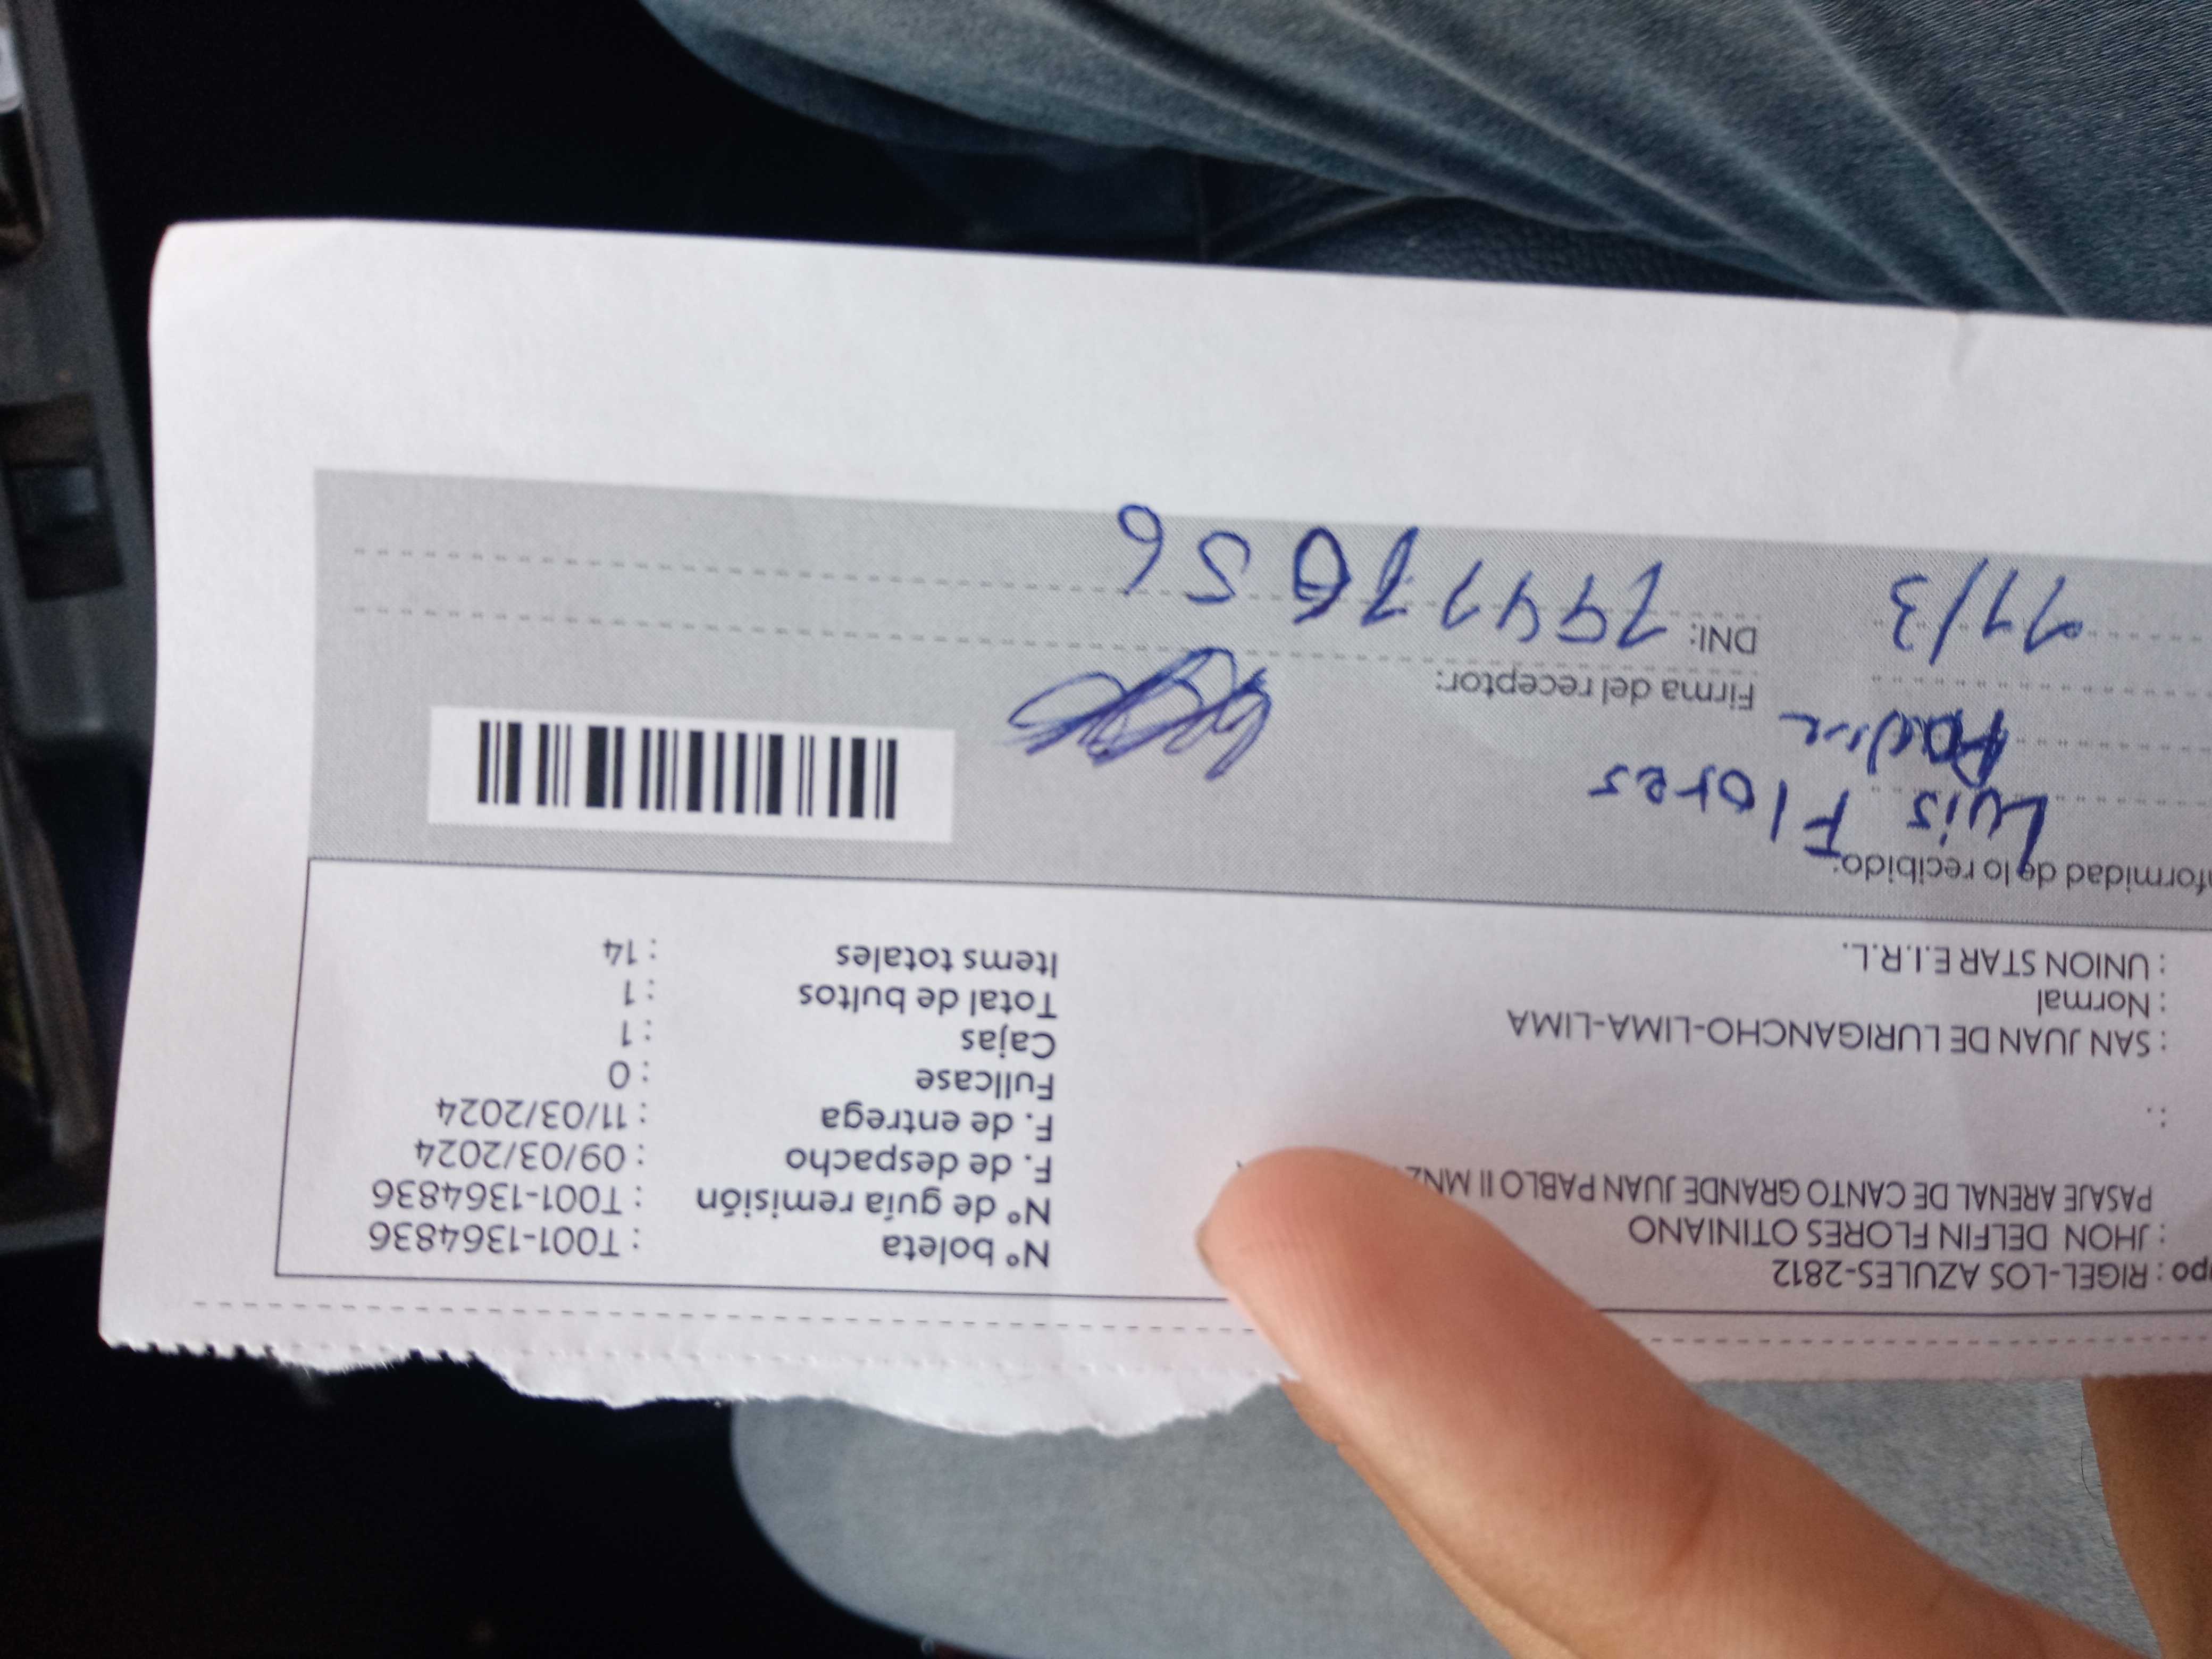 po : RIGEL-LOS AZULES-2812
: JHON DELFIN FLORES OTINIANO
PASAJE ARENAL DE CANTO GRANDE JUAN PABLO II MNZ
:.
: SAN JUAN DE LURIGANCHO-LIMA-LIMA
: Normal
: UNION STAR E.I.R.L.
N° boleta : T001-1364836
N° de guía remisión : T001-1364836
F. de despacho : 09/03/2024
F. de entrega : 11/03/2024
Fullcase : 0
Cajas : 1
Total de bultos : 1
Items totales : 14
nformidad de lo recibido:
Luis Flores
Padre
Firma del receptor:
11/3
DNI: